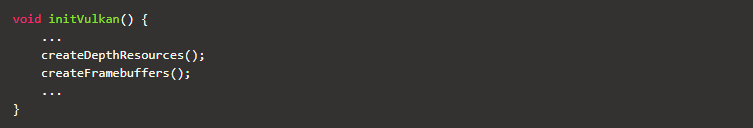 void initVulkan() {
    ...
    createDepthResources();
    createFramebuffers();
    ...
}